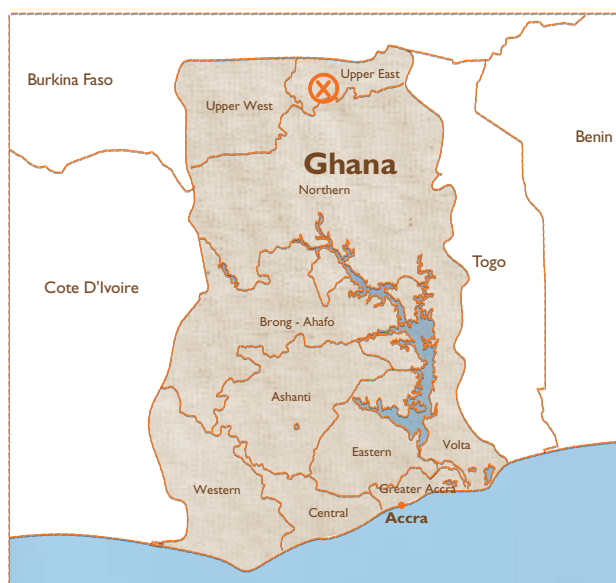 Upper East
Burkina Faso
Upper West
Benin
Ghana
Northern
Togo
Cote D'Ivoire
Brong - Ahafo
Ashanti
Volta
Eastern
Western
Greater Accra
Central
Accra